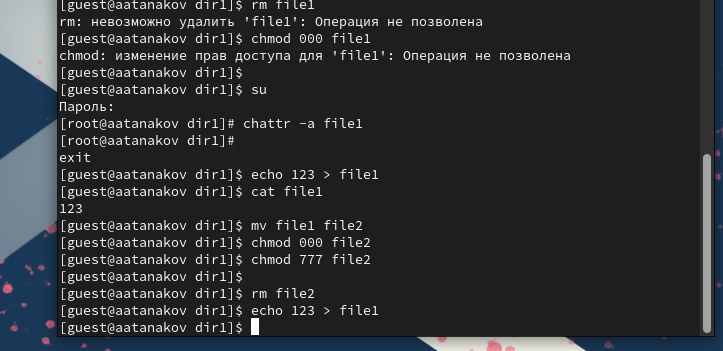 [guest@aatanakov dir1]$ rm file1
rm: невозможно удалить 'file1': Операция не позволена
[guest@aatanakov dir1]$ chmod 000 file1
chmod: изменение прав доступа для 'file1': Операция не позволена
[guest@aatanakov dir1]$
[guest@aatanakov dir1]$ su
Пароль:
[root@aatanakov dir1]# chattr -a file1
[root@aatanakov dir1]#
exit
[guest@aatanakov dir1]$ echo 123 > file1
[guest@aatanakov dir1]$ cat file1
123
[guest@aatanakov dir1]$ mv file1 file2
[guest@aatanakov dir1]$ chmod 000 file2
[guest@aatanakov dir1]$ chmod 777 file2
[guest@aatanakov dir1]$
[guest@aatanakov dir1]$ rm file2
[guest@aatanakov dir1]$ echo 123 > file1
[guest@aatanakov dir1]$